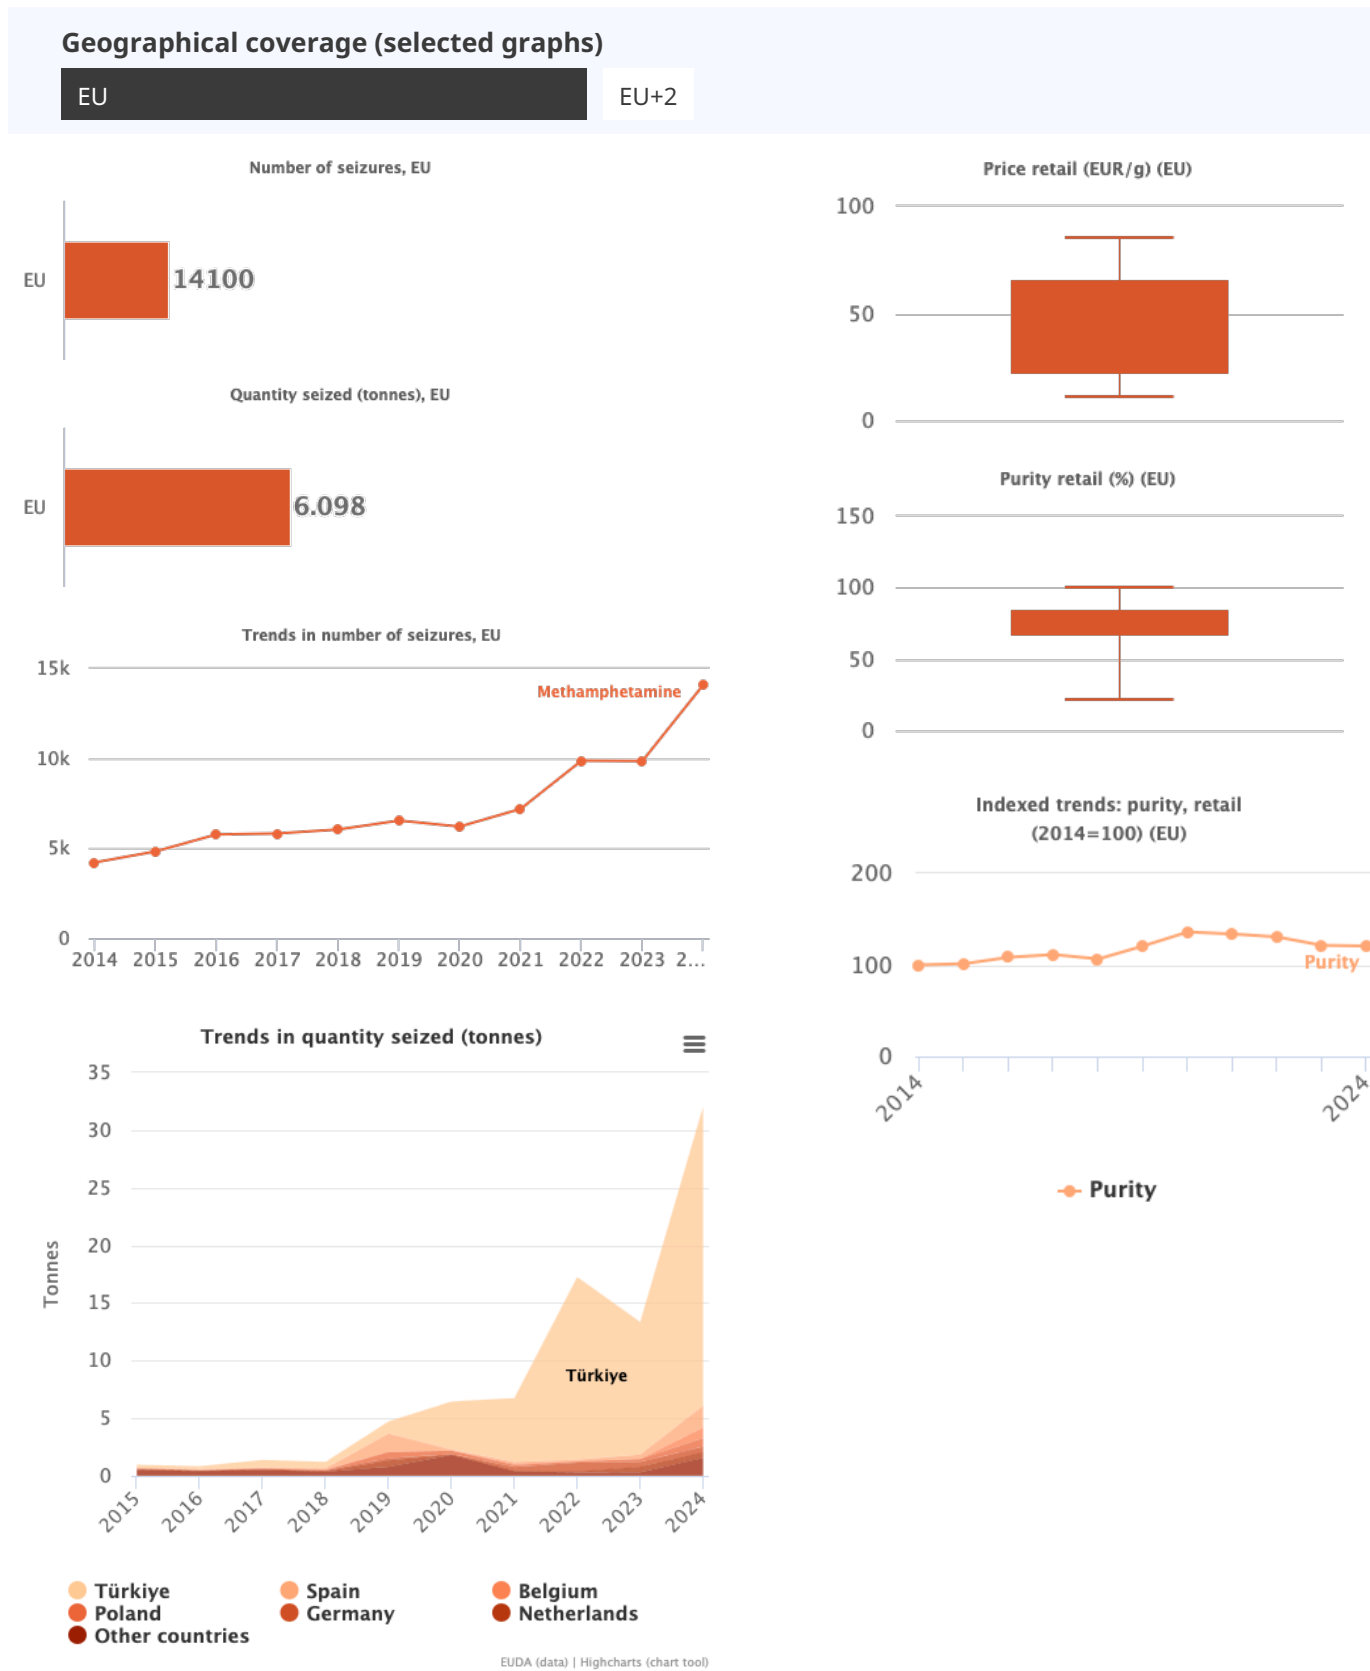 Geographical coverage (selected graphs)
EU
EU+2
Number of seizures, EU
EU
14100
Quantity seized (tonnes), EU
EU
6.098
Trends in number of seizures, EU
15k
10k
5k
0
Methamphetamine
2014 2015 2016 2017 2018 2019 2020 2021 2022 2023 2...
Trends in quantity seized (tonnes)
Tonnes
35
30
25
20
15
10
5
0
Türkiye
2015 2016 2017 2018 2019 2020 2021 2022 2023 2024
Türkiye Spain Belgium
Poland Germany Netherlands
Other countries
EUDA (data) | Highcharts (chart tool)
Price retail (EUR/g) (EU)
100
50
0
Purity retail (%) (EU)
150
100
50
0
Indexed trends: purity, retail
(2014=100) (EU)
200
100
0
Purity
2014 2024
Purity